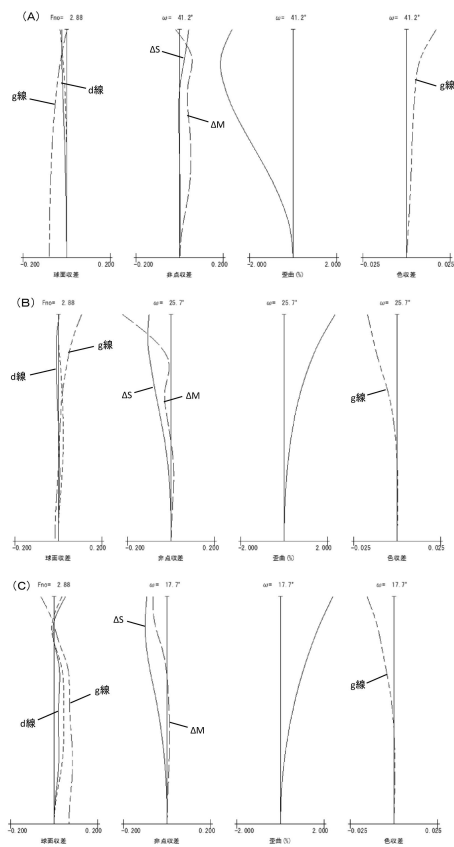 (A)
Fno= 2.88
ω= 41.2°
ω= 41.2°
ω= 41.2°
ΔS
d線
g線
g線
ΔM
-0.200 0.200
球面収差
-0.200 0.200
非点収差
-2.000 2.000
歪曲(%)
-0.025 0.025
色収差
(B)
Fno= 2.88
ω= 25.7°
ω= 25.7°
ω= 25.7°
g線
d線
ΔS
ΔM
g線
-0.200 0.200
球面収差
-0.200 0.200
非点収差
-2.000 2.000
歪曲(%)
-0.025 0.025
色収差
(C)
Fno= 2.88
ω= 17.7°
ω= 17.7°
ω= 17.7°
ΔS
g線
g線
d線
ΔM
-0.200 0.200
球面収差
-0.200 0.200
非点収差
-2.000 2.000
歪曲(%)
-0.025 0.025
色収差